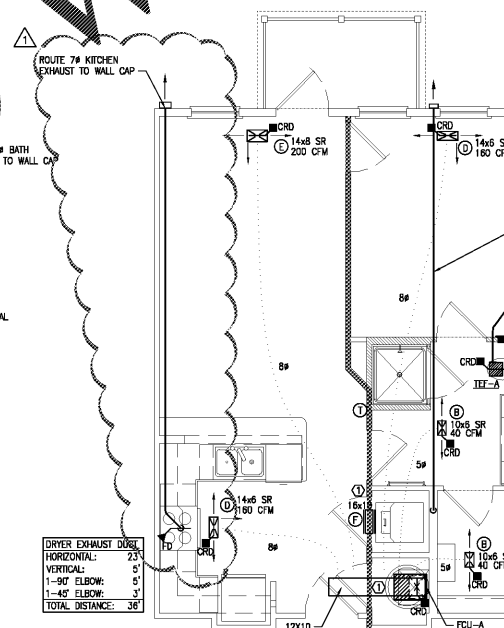 1
ROUTE 7ø KITCHEN
EXHAUST TO WALL CAP
ø BATH
TO WALL CAP
AL
CRD
E
14x8 SR
200 CFM
CRD
D
14x6 S
160 CF
8ø
8ø
CRD
TEF-A
T
B
10x6 SR
40 CFM
CRD
5ø
1
16x1
F
D
14x6 SR
160 CFM
CRD
FD
8ø
B
10x6 S
40 CF
CRD
5ø
1
CRD
12X10
FCU-A
DRYER EXHAUST DUCT
HORIZONTAL: 23'
VERTICAL: 5'
1-90° ELBOW: 5'
1-45° ELBOW: 3'
TOTAL DISTANCE: 36'